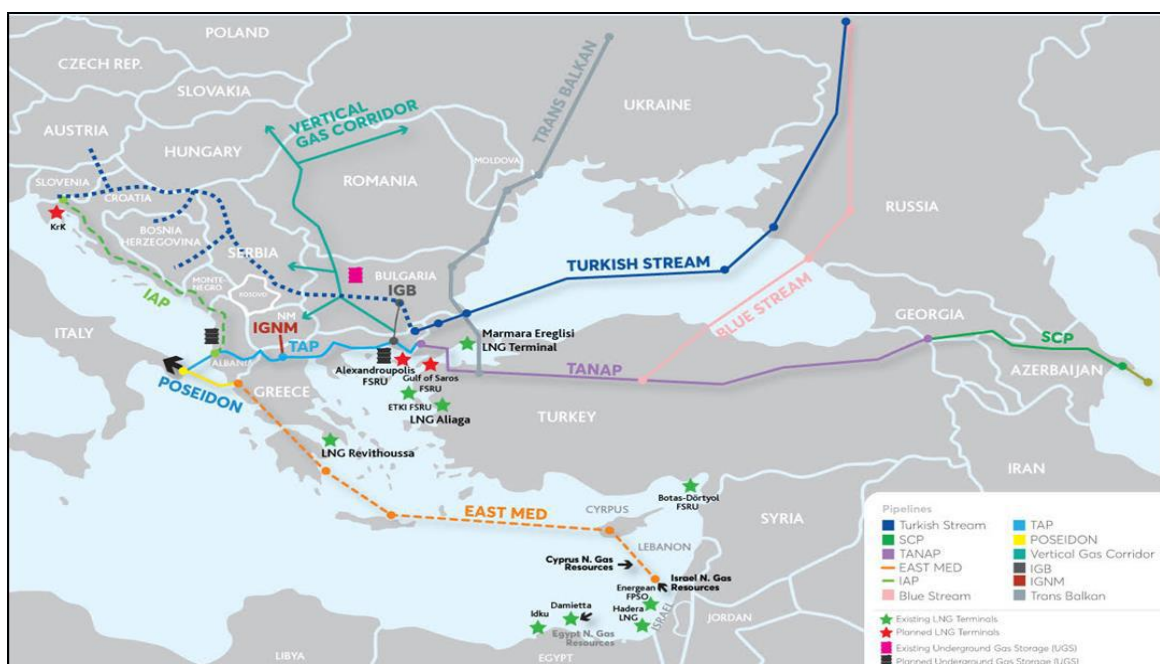 POLAND
CZECH REP.
SLOVAKIA
UKRAINE
AUSTRIA
HUNGARY
VERTICAL
GAS CORRIDOR
TRANS BALKAN
MOLDOVA
SLOVENIA
CROATIA
ROMANIA
RUSSIA
KrK
BOSNIA
HERZEGOVINA
SERBIA
BULGARIA
IGB
TURKISH STREAM
BLUE STREAM
MONTE-
NEGRO
KOSOVO
IAP
NM
IGNM
TAP
ITALY
ALBANIA
GEORGIA
SCP
AZERBAIJAN
Marmara Ereglisi
LNG Terminal
Alexandroupolis
FSRU
Gulf of Saros
FSRU
TANAP
POSEIDON
GREECE
ETKI FSRU
LNG Aliaga
TURKEY
LNG Revithoussa
IRAN
Botas-Dörtyol
FSRU
SYRIA
EAST MED
CYRPUS
LEBANON
Cyprus N. Gas
Resources
Israel N. Gas
Resources
Energean
FPSO
Hadera
LNG
ISRAEL
Idku
Damietta
Egypt N. Gas
Resources
JORDAN
LIBYA
EGYPT
Pipelines
Turkish Stream
SCP
TANAP
EAST MED
IAP
Blue Stream
TAP
POSEIDON
Vertical Gas Corridor
IGB
IGNM
Trans Balkan
Existing LNG Terminals
Planned LNG Terminals
Existing Underground Gas Storage (UGS)
Planned Underground Gas Storage (UGS)